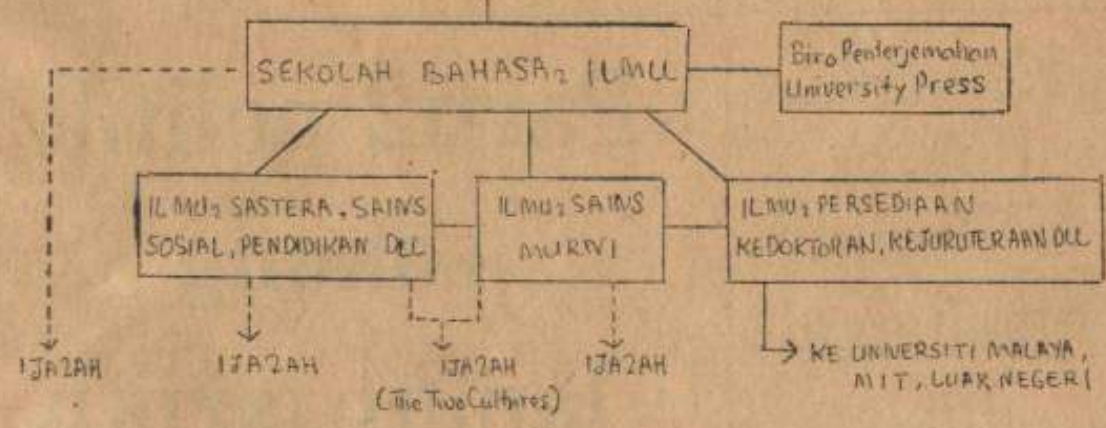 SEKOLAH BAHASA2 ILMU
Biro Penterjemahan
University Press
ILMU2 SASTERA, SAINS
SOSIAL, PENDIDIKAN DLL
ILMU2 SAINS
MURNI
ILMU2 PERSEDIAAN
KEDOKTORAN, KEJURUTERAAN DLL
IJAZAH
IJAZAH
IJAZAH
(The Two Cultures)
IJAZAH
KE UNIVERSITI MALAYA,
MIT, LUAR NEGERI